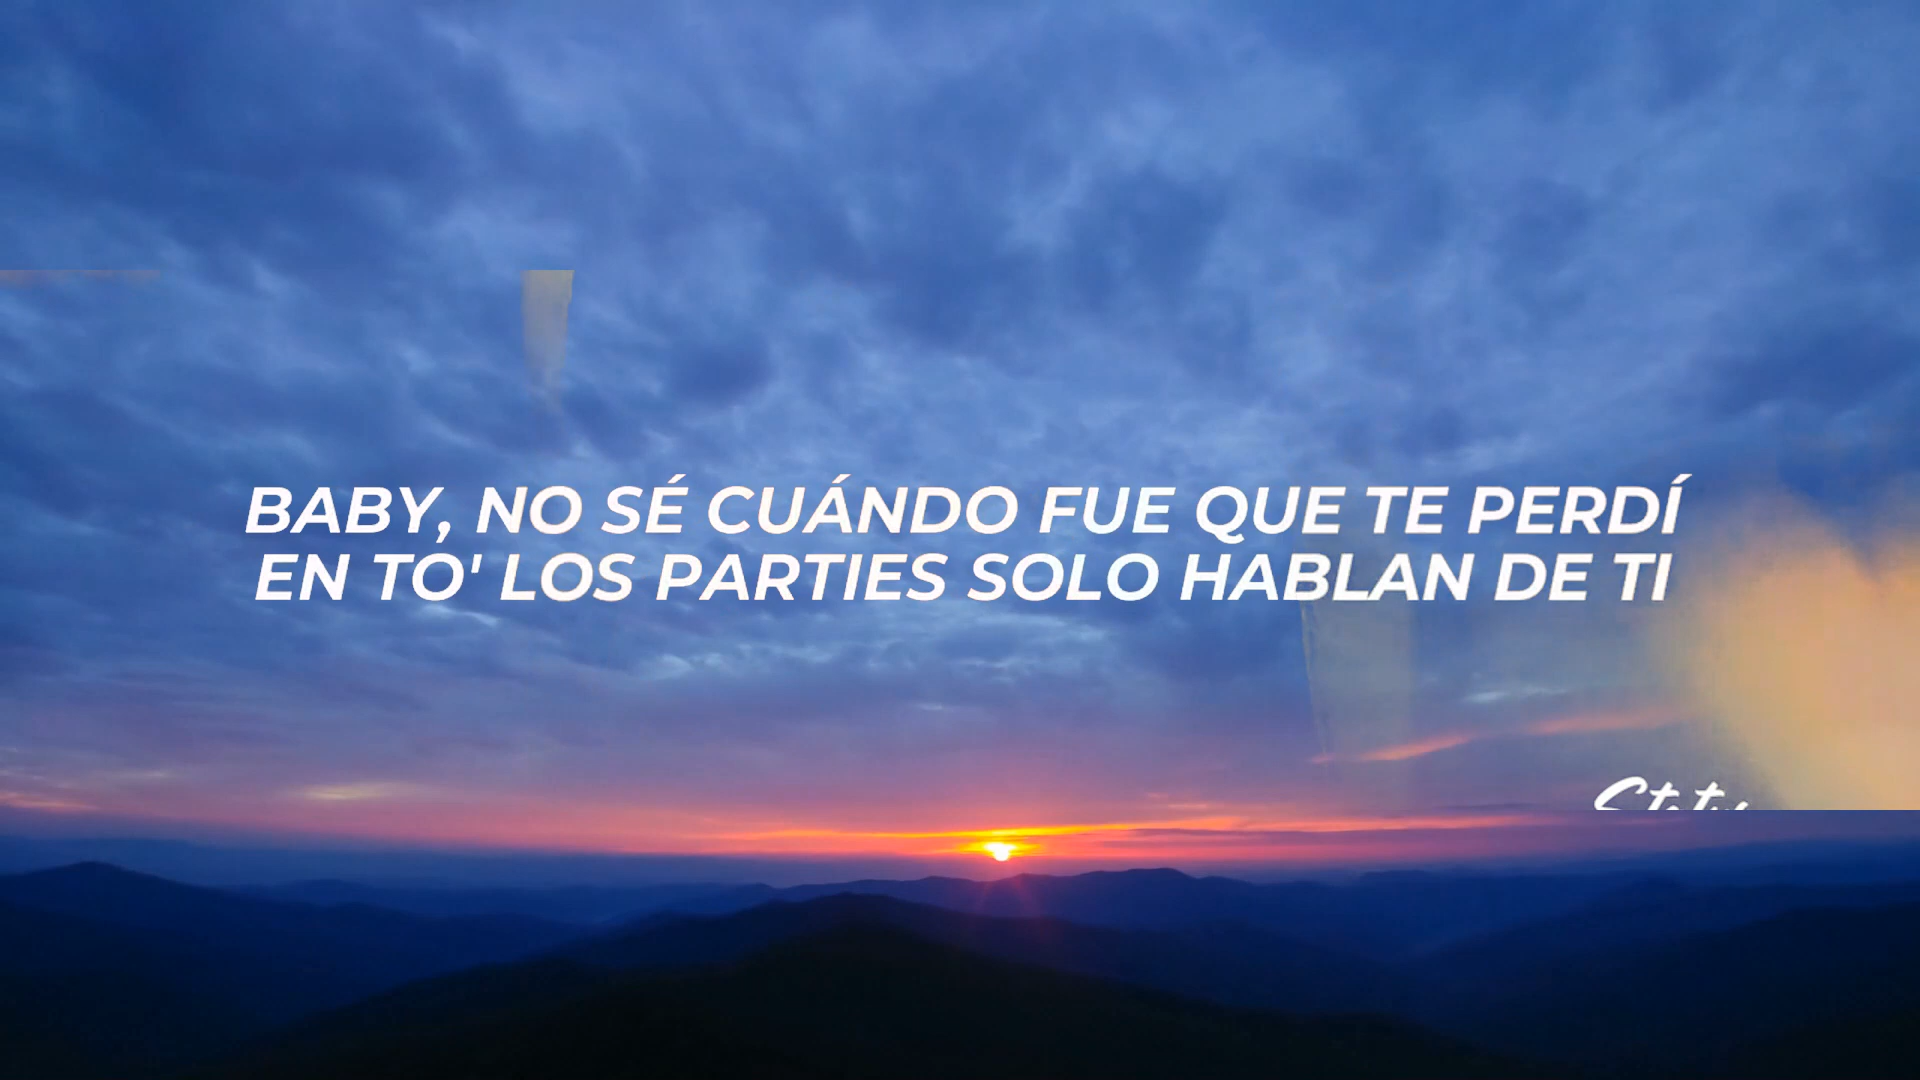 BABY, NO SÉ CUÁNDO FUE QUE TE PERDÍ
EN TO' LOS PARTIES SOLO HABLAN DE TI